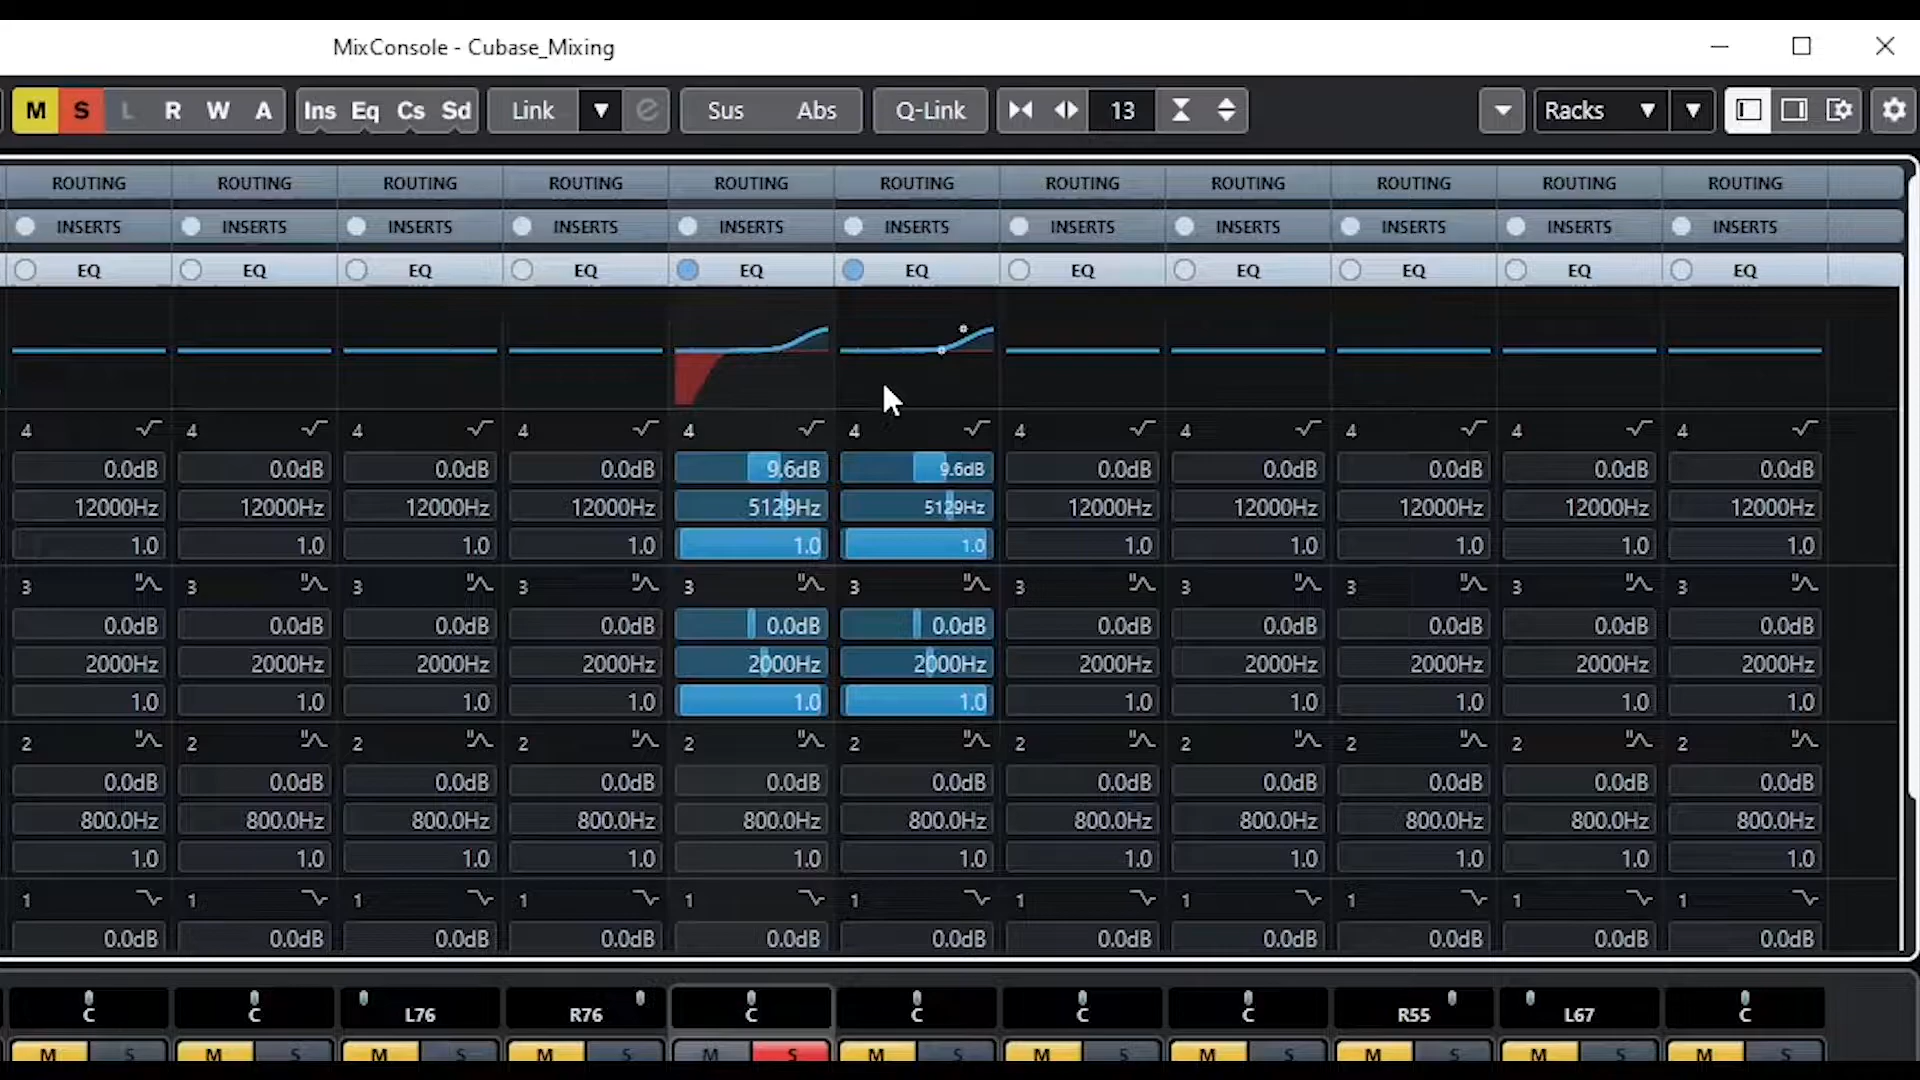 MixConsole - Cubase_Mixing
M S L R W A Ins Eq Cs Sd Link e Sus Abs Q-Link 13 Racks
ROUTING ROUTING ROUTING ROUTING ROUTING ROUTING ROUTING ROUTING ROUTING ROUTING ROUTING
INSERTS INSERTS INSERTS INSERTS INSERTS INSERTS INSERTS INSERTS INSERTS INSERTS INSERTS
EQ EQ EQ EQ EQ EQ EQ EQ EQ EQ EQ
4 4 4 4 4 4 4 4 4 4 4
0.0dB 0.0dB 0.0dB 0.0dB 9.6dB 9.6dB 0.0dB 0.0dB 0.0dB 0.0dB 0.0dB
12000Hz 12000Hz 12000Hz 12000Hz 5129Hz 5129Hz 12000Hz 12000Hz 12000Hz 12000Hz 12000Hz
1.0 1.0 1.0 1.0 1.0 1.0 1.0 1.0 1.0 1.0 1.0
3 3 3 3 3 3 3 3 3 3 3
0.0dB 0.0dB 0.0dB 0.0dB 0.0dB 0.0dB 0.0dB 0.0dB 0.0dB 0.0dB 0.0dB
2000Hz 2000Hz 2000Hz 2000Hz 2000Hz 2000Hz 2000Hz 2000Hz 2000Hz 2000Hz 2000Hz
1.0 1.0 1.0 1.0 1.0 1.0 1.0 1.0 1.0 1.0 1.0
2 2 2 2 2 2 2 2 2 2 2
0.0dB 0.0dB 0.0dB 0.0dB 0.0dB 0.0dB 0.0dB 0.0dB 0.0dB 0.0dB 0.0dB
800.0Hz 800.0Hz 800.0Hz 800.0Hz 800.0Hz 800.0Hz 800.0Hz 800.0Hz 800.0Hz 800.0Hz 800.0Hz
1.0 1.0 1.0 1.0 1.0 1.0 1.0 1.0 1.0 1.0 1.0
1 1 1 1 1 1 1 1 1 1 1
0.0dB 0.0dB 0.0dB 0.0dB 0.0dB 0.0dB 0.0dB 0.0dB 0.0dB 0.0dB 0.0dB
C C L76 R76 C C C C R55 L67 C
M S M S M S M S M S M S M S M S M S M S M S